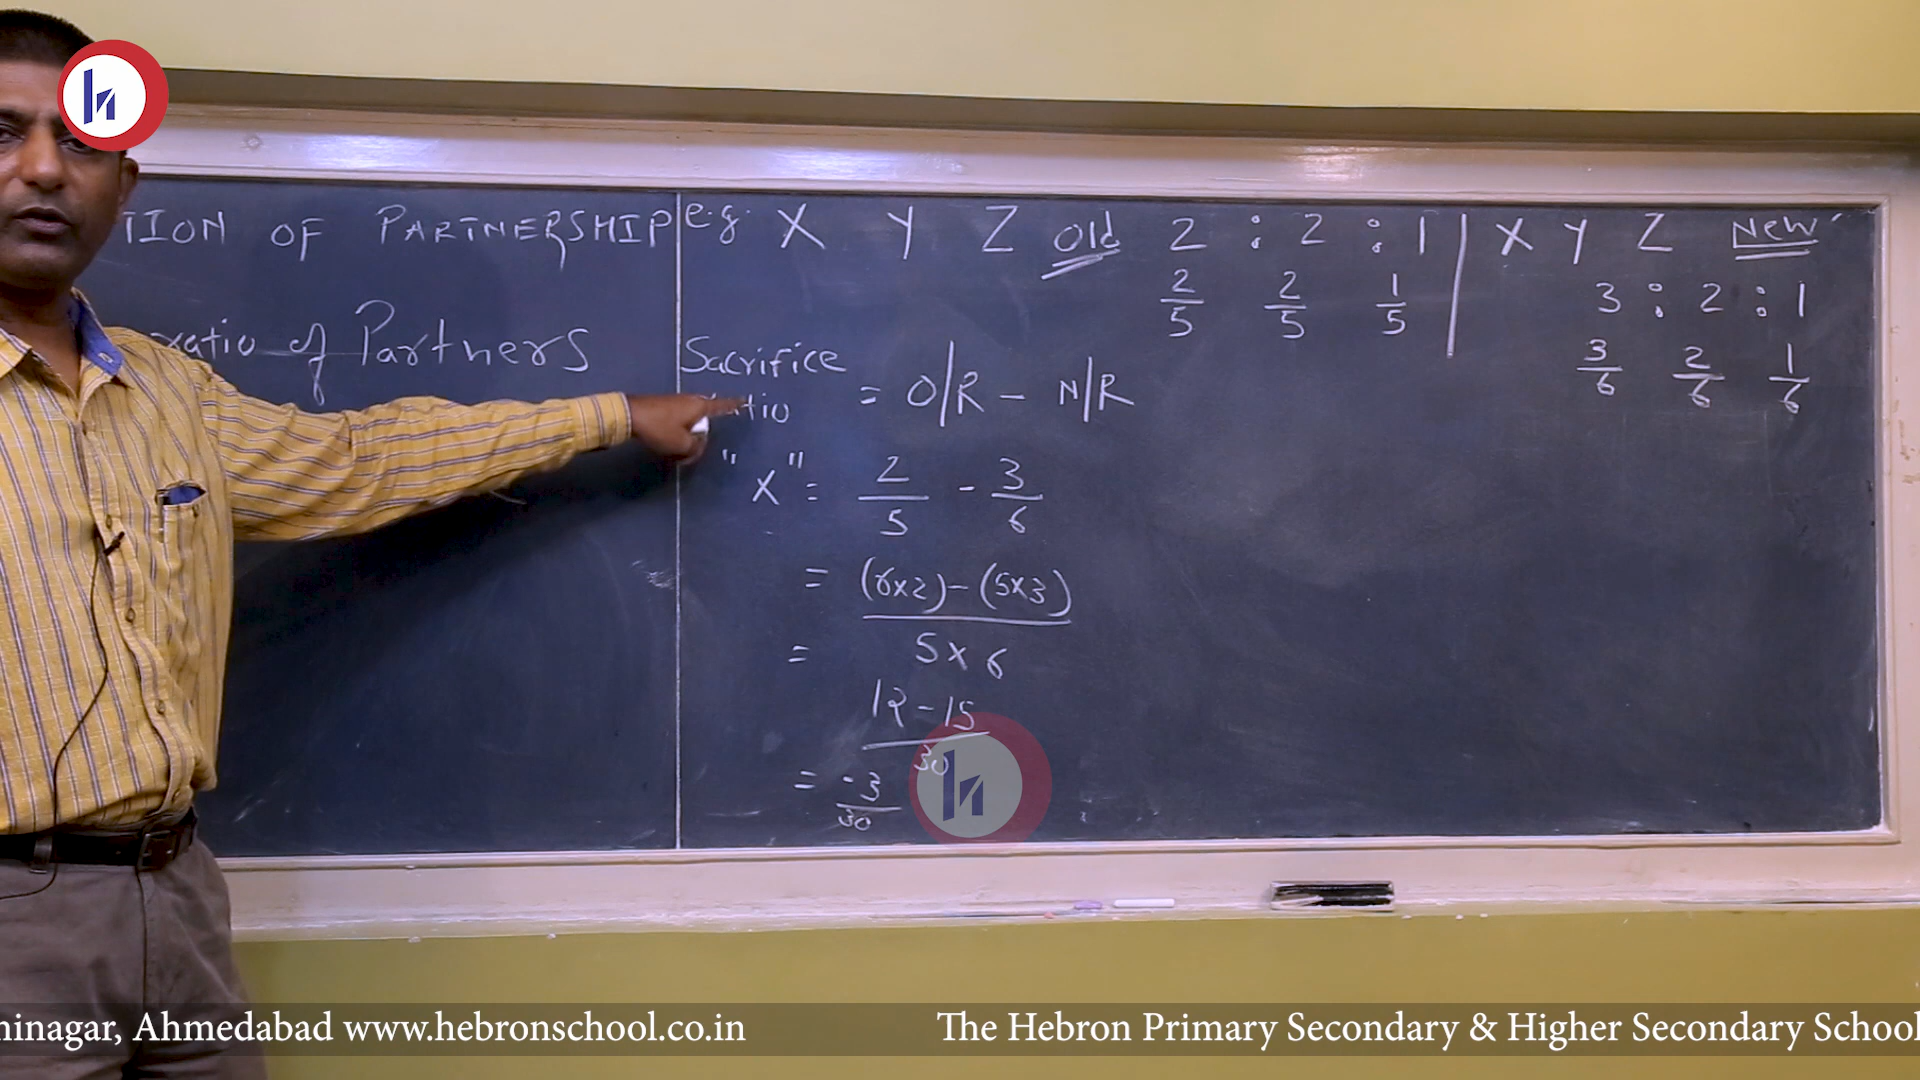 TION OF PARTNERSHIP
ratio of Partners
e.g. X Y Z Old 2 : 2 : 1
2/5 2/5 1/5
X Y Z New
3 : 2 : 1
3/6 2/6 1/6
Sacrifice
= O/R - N/R
"X" = 2/5 - 3/6
= (6x2)-(5x3)
= 5x6
12-15
30
= -3/30
ninagar, Ahmedabad www.hebronschool.co.in
The Hebron Primary Secondary & Higher Secondary School